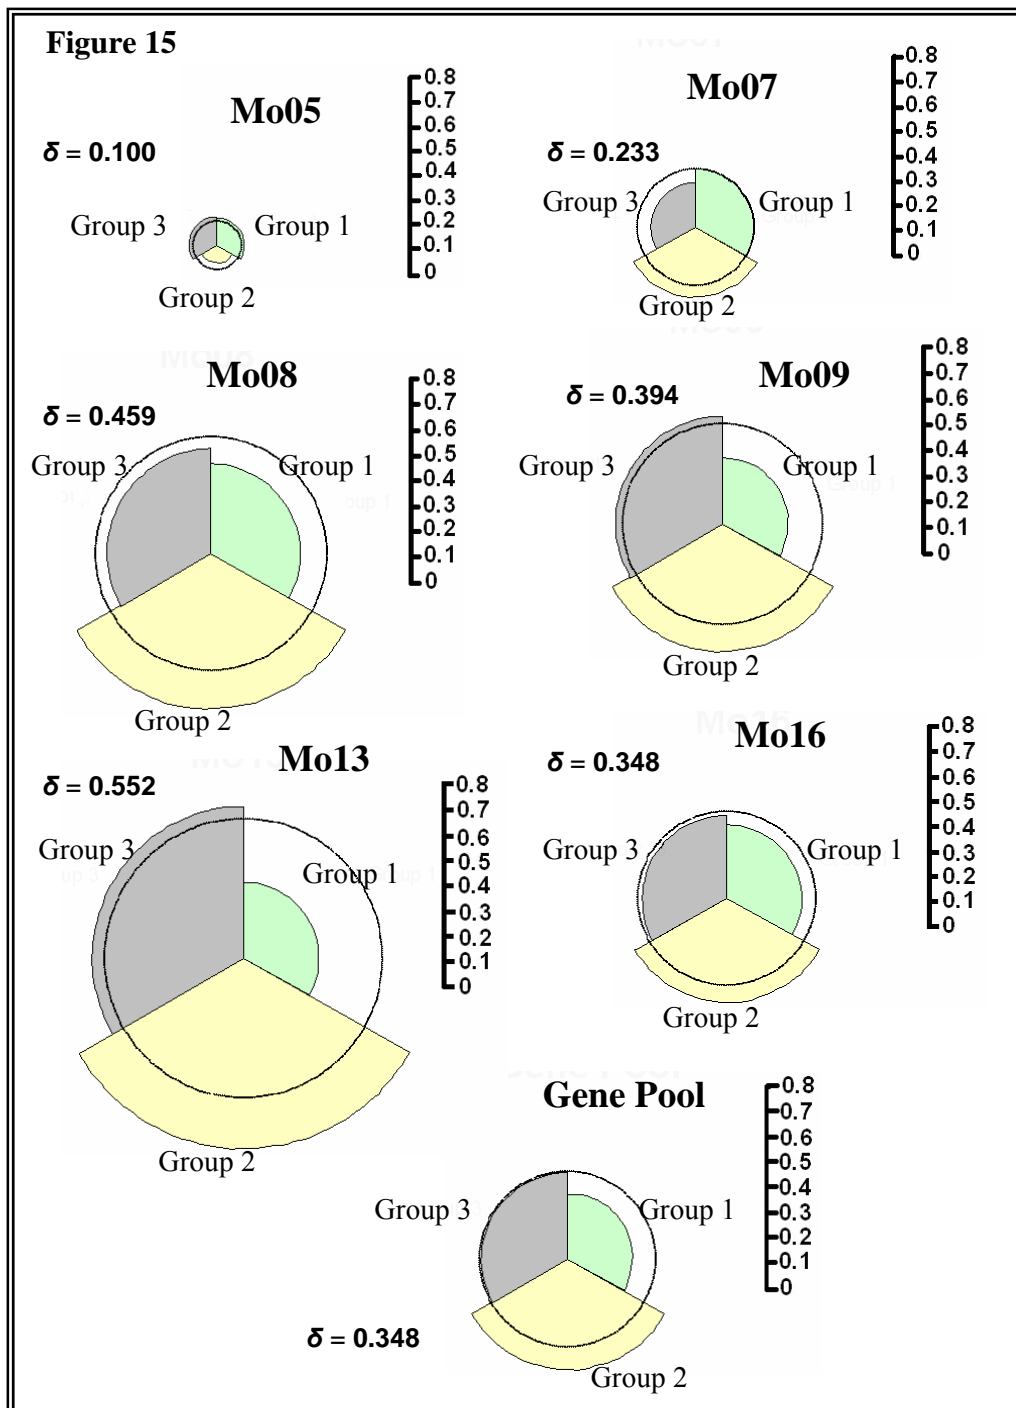 Figure 15
Mo05
δ = 0.100
Group 3
Group 1
Group 2
0.8
0.7
0.6
0.5
0.4
0.3
0.2
0.1
0
Mo07
δ = 0.233
Group 3
Group 1
Group 2
0.8
0.7
0.6
0.5
0.4
0.3
0.2
0.1
0
Mo08
δ = 0.459
Group 3
Group 1
Group 2
0.8
0.7
0.6
0.5
0.4
0.3
0.2
0.1
0
Mo09
δ = 0.394
Group 3
Group 1
Group 2
0.8
0.7
0.6
0.5
0.4
0.3
0.2
0.1
0
Mo13
δ = 0.552
Group 3
Group 1
Group 2
0.8
0.7
0.6
0.5
0.4
0.3
0.2
0.1
0
Mo16
δ = 0.348
Group 3
Group 1
Group 2
0.8
0.7
0.6
0.5
0.4
0.3
0.2
0.1
0
Gene Pool
Group 3
Group 1
δ = 0.348
Group 2
0.8
0.7
0.6
0.5
0.4
0.3
0.2
0.1
0